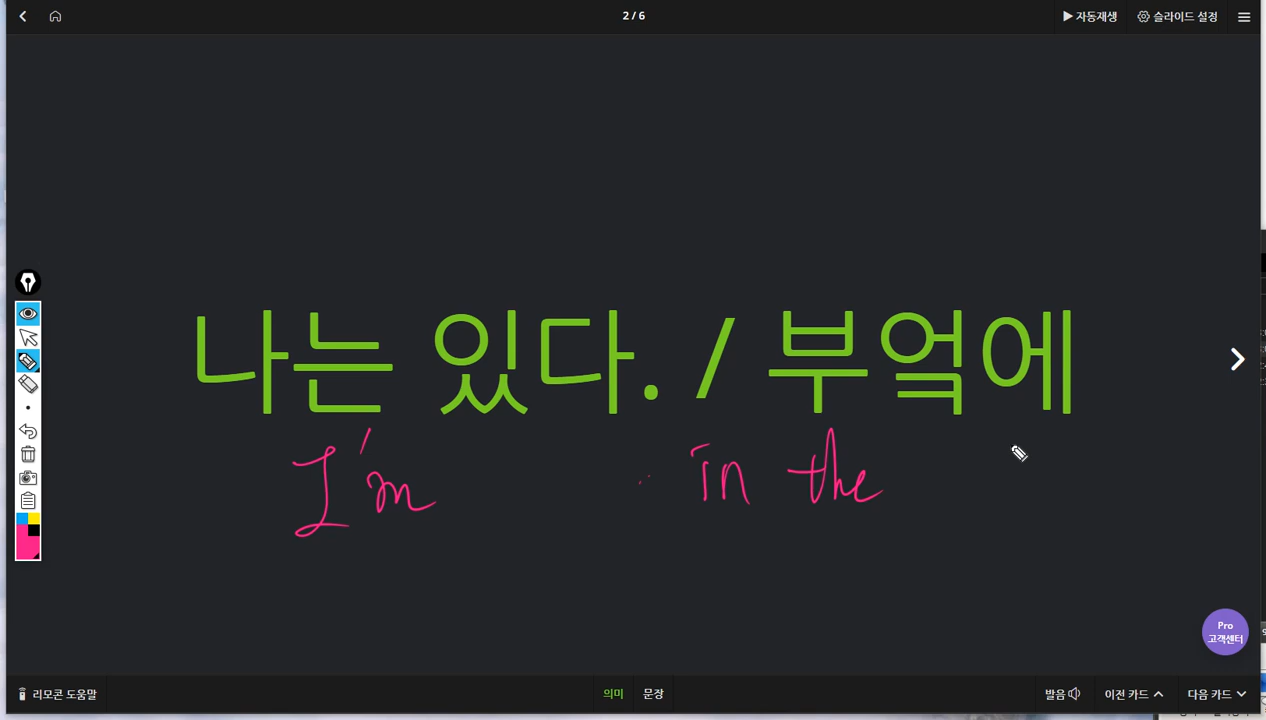 2 / 6
자동재생
슬라이드 설정
나는 있다. / 부엌에
I'm in the
Pro
고객센터
리모콘 도움말
의미
문장
발음
이전 카드
다음 카드